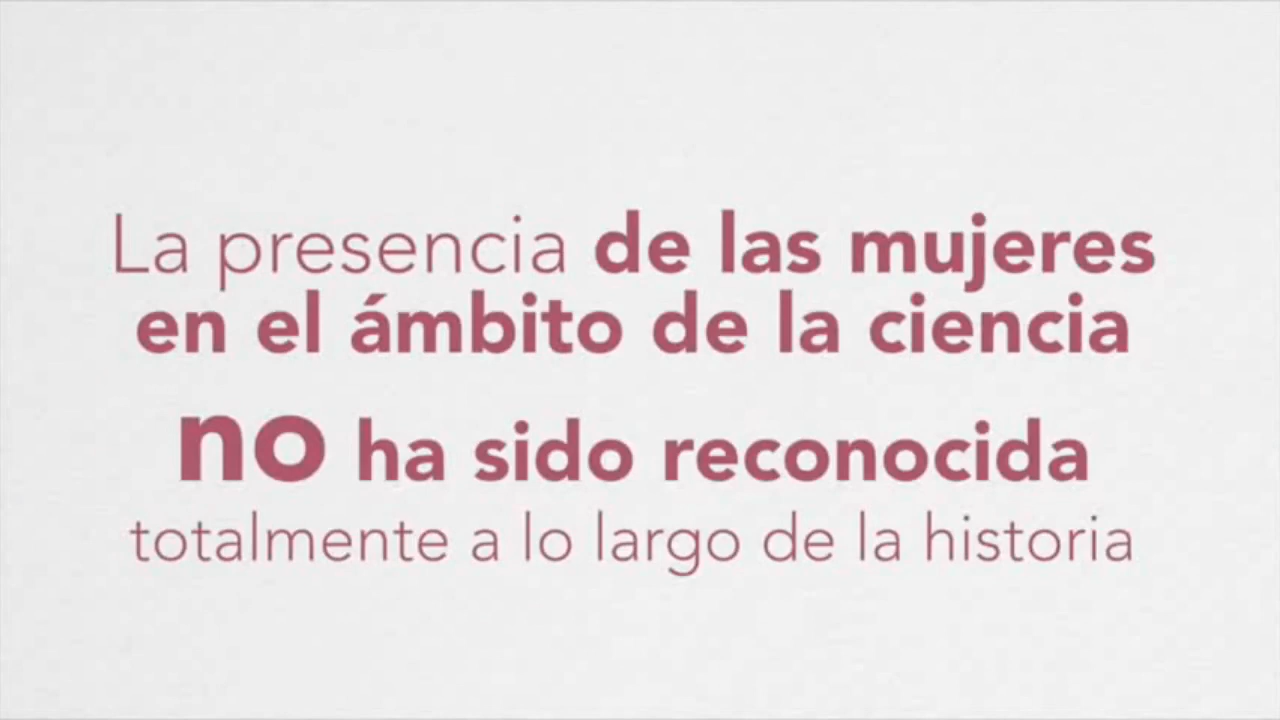 La presencia de las mujeres
en el ámbito de la ciencia
no ha sido reconocida
totalmente a lo largo de la historia